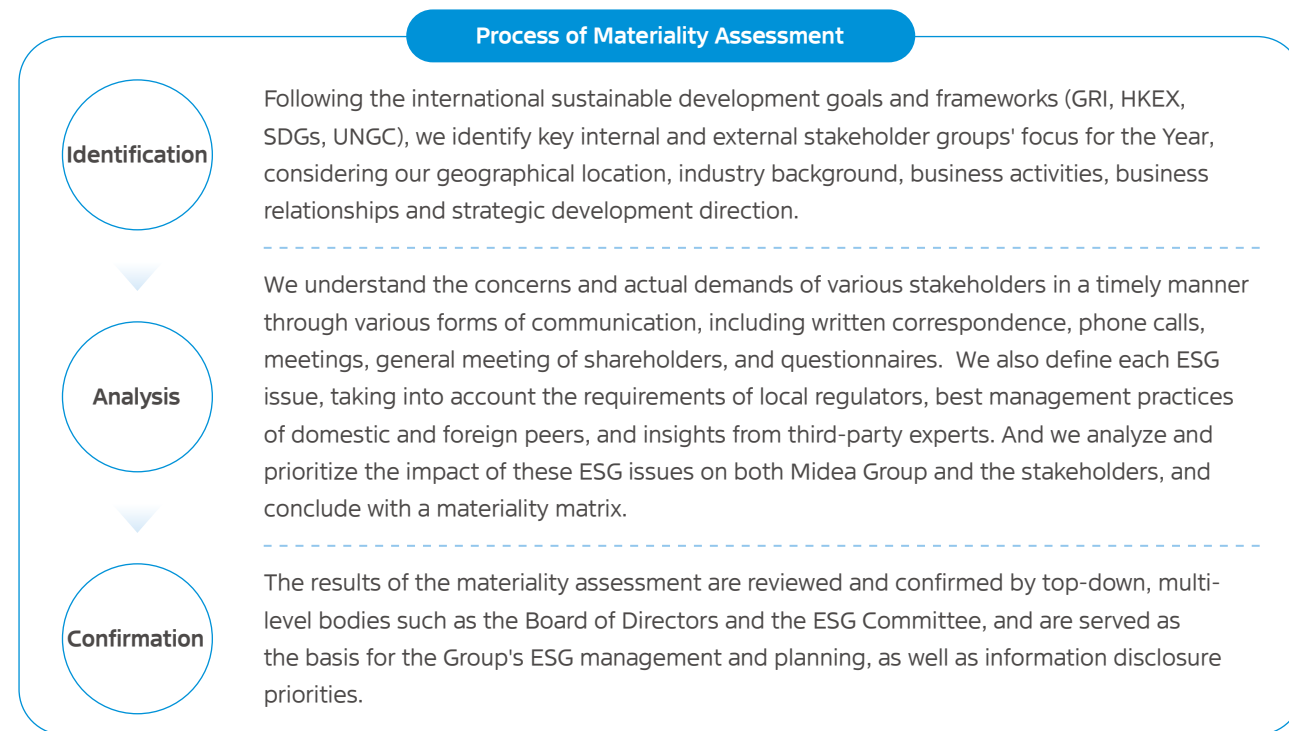 Process of Materiality Assessment
Identification
Following the international sustainable development goals and frameworks (GRI, HKEX,
SDGs, UNGC), we identify key internal and external stakeholder groups' focus for the Year,
considering our geographical location, industry background, business activities, business
relationships and strategic development direction.
Analysis
We understand the concerns and actual demands of various stakeholders in a timely manner
through various forms of communication, including written correspondence, phone calls,
meetings, general meeting of shareholders, and questionnaires.  We also define each ESG
issue, taking into account the requirements of local regulators, best management practices
of domestic and foreign peers, and insights from third-party experts. And we analyze and
prioritize the impact of these ESG issues on both Midea Group and the stakeholders, and
conclude with a materiality matrix.
Confirmation
The results of the materiality assessment are reviewed and confirmed by top-down, multi-
level bodies such as the Board of Directors and the ESG Committee, and are served as
the basis for the Group's ESG management and planning, as well as information disclosure
priorities.